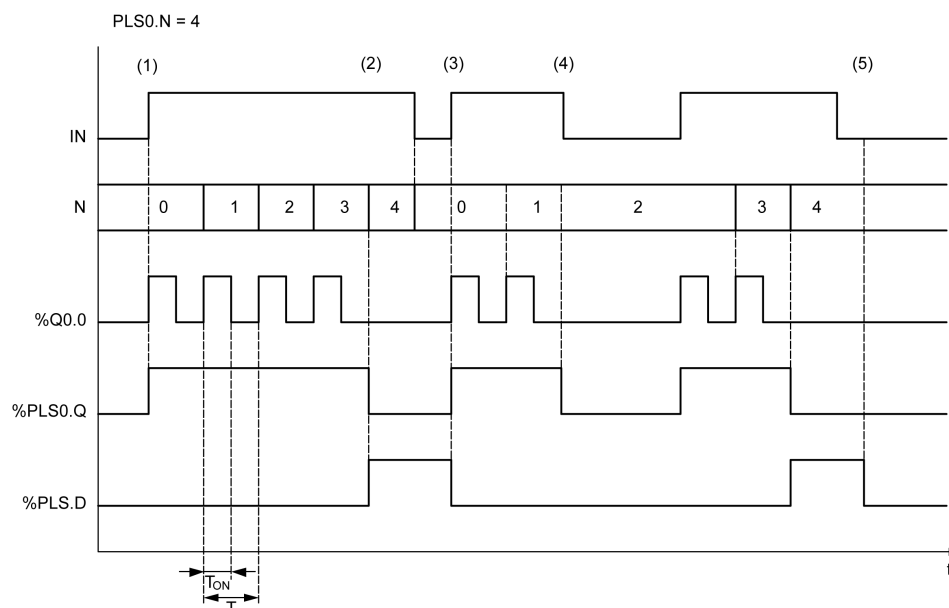 PLS0.N = 4
(1) (2) (3) (4) (5)
IN
N 0 1 2 3 4 0 1 2 3 4
%Q0.0
%PLS0.Q
%PLS.D
TON
T